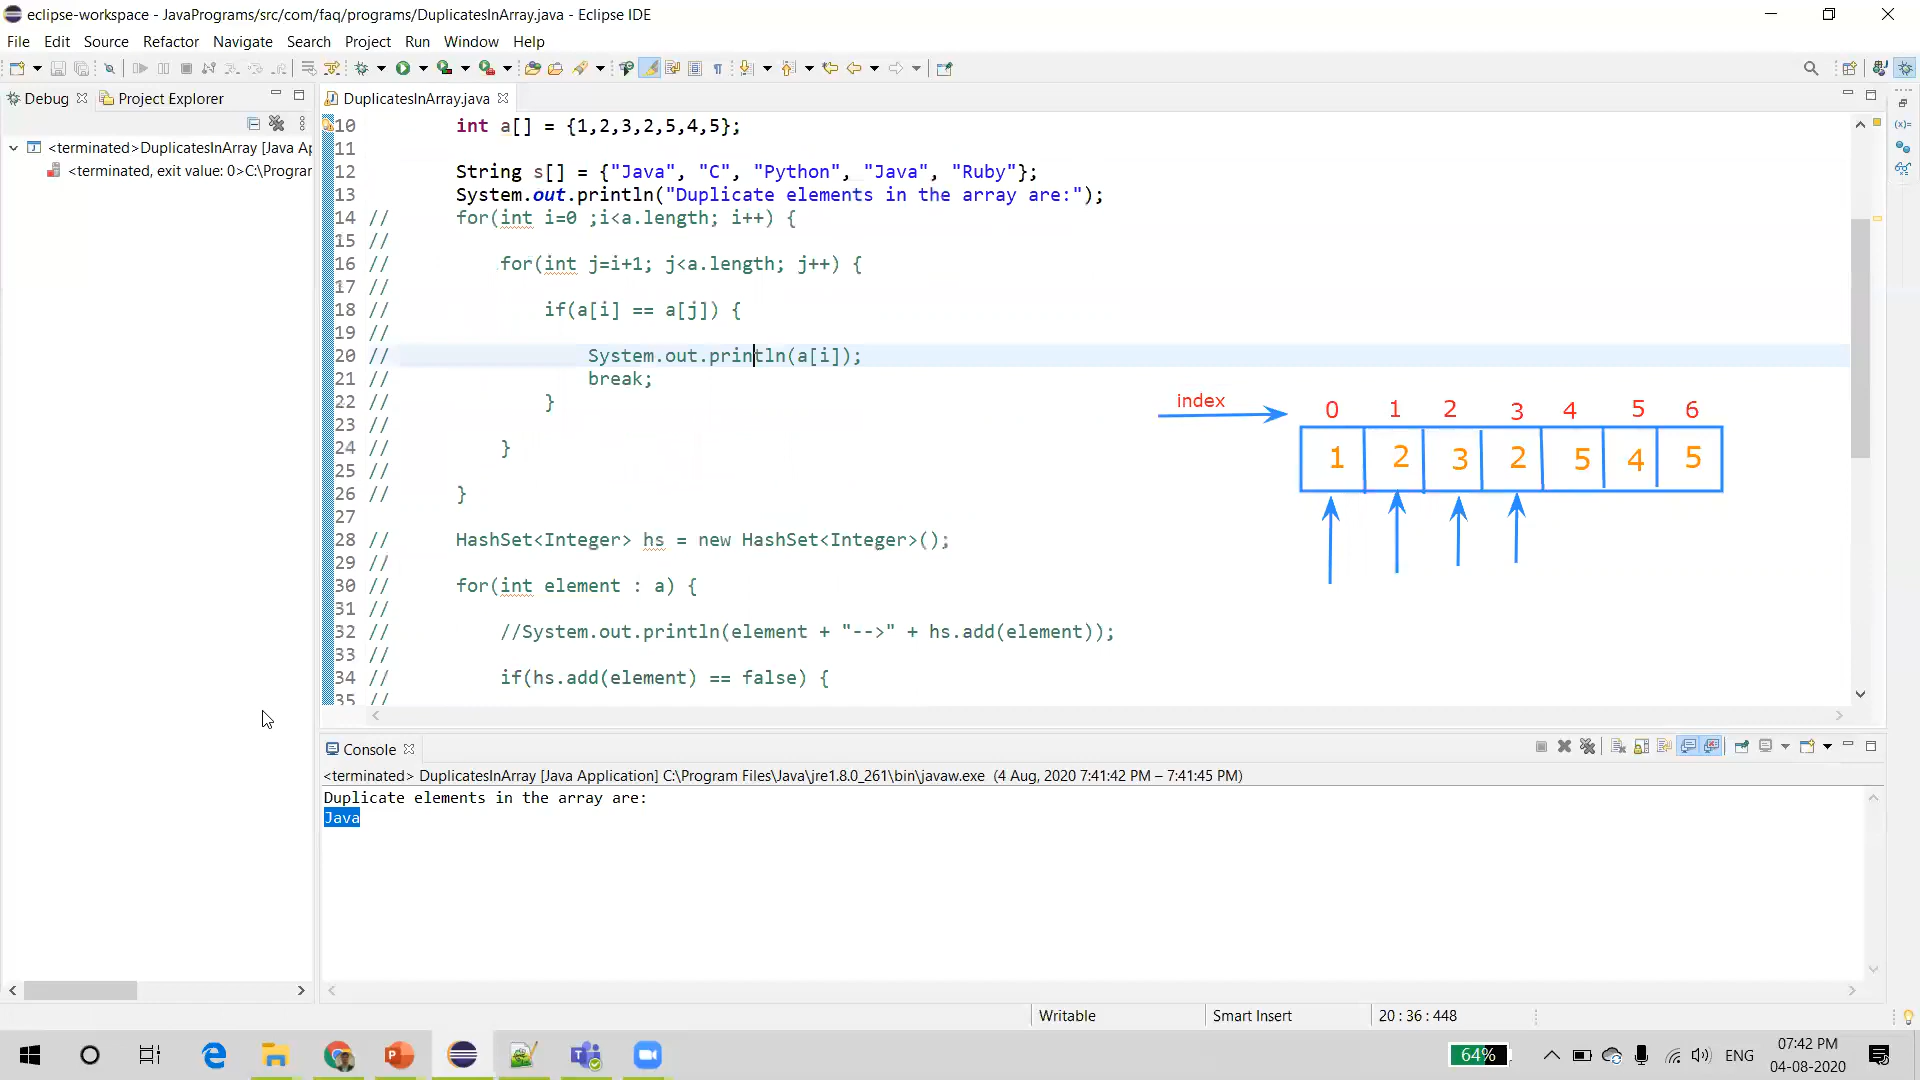 eclipse-workspace - JavaPrograms/src/com/faq/programs/DuplicatesInArray.java - Eclipse IDE
File Edit Source Refactor Navigate Search Project Run Window Help
Debug Project Explorer
DuplicatesInArray.java
<terminated>DuplicatesInArray [Java Ap
<terminated, exit value: 0>C:\Prograr
10 int a[] = {1,2,3,2,5,4,5};
11
12 String s[] = {"Java", "C", "Python", "Java", "Ruby"};
13 System.out.println("Duplicate elements in the array are:");
14 // for(int i=0 ;i<a.length; i++) {
15 //
16 // for(int j=i+1; j<a.length; j++) {
17 //
18 // if(a[i] == a[j]) {
19 //
20 // System.out.println(a[i]);
21 // break;
22 // }
23 //
24 // }
25 //
26 // }
27
28 // HashSet<Integer> hs = new HashSet<Integer>();
29 //
30 // for(int element : a) {
31 //
32 // //System.out.println(element + "-->" + hs.add(element));
33 //
34 // if(hs.add(element) == false) {
35 //
index 0 1 2 3 4 5 6
1 2 3 2 5 4 5
Console
<terminated> DuplicatesInArray [Java Application] C:\Program Files\Java\jre1.8.0_261\bin\javaw.exe (4 Aug, 2020 7:41:42 PM – 7:41:45 PM)
Duplicate elements in the array are:
Java
Writable Smart Insert 20 : 36 : 448
64% ENG 07:42 PM
04-08-2020